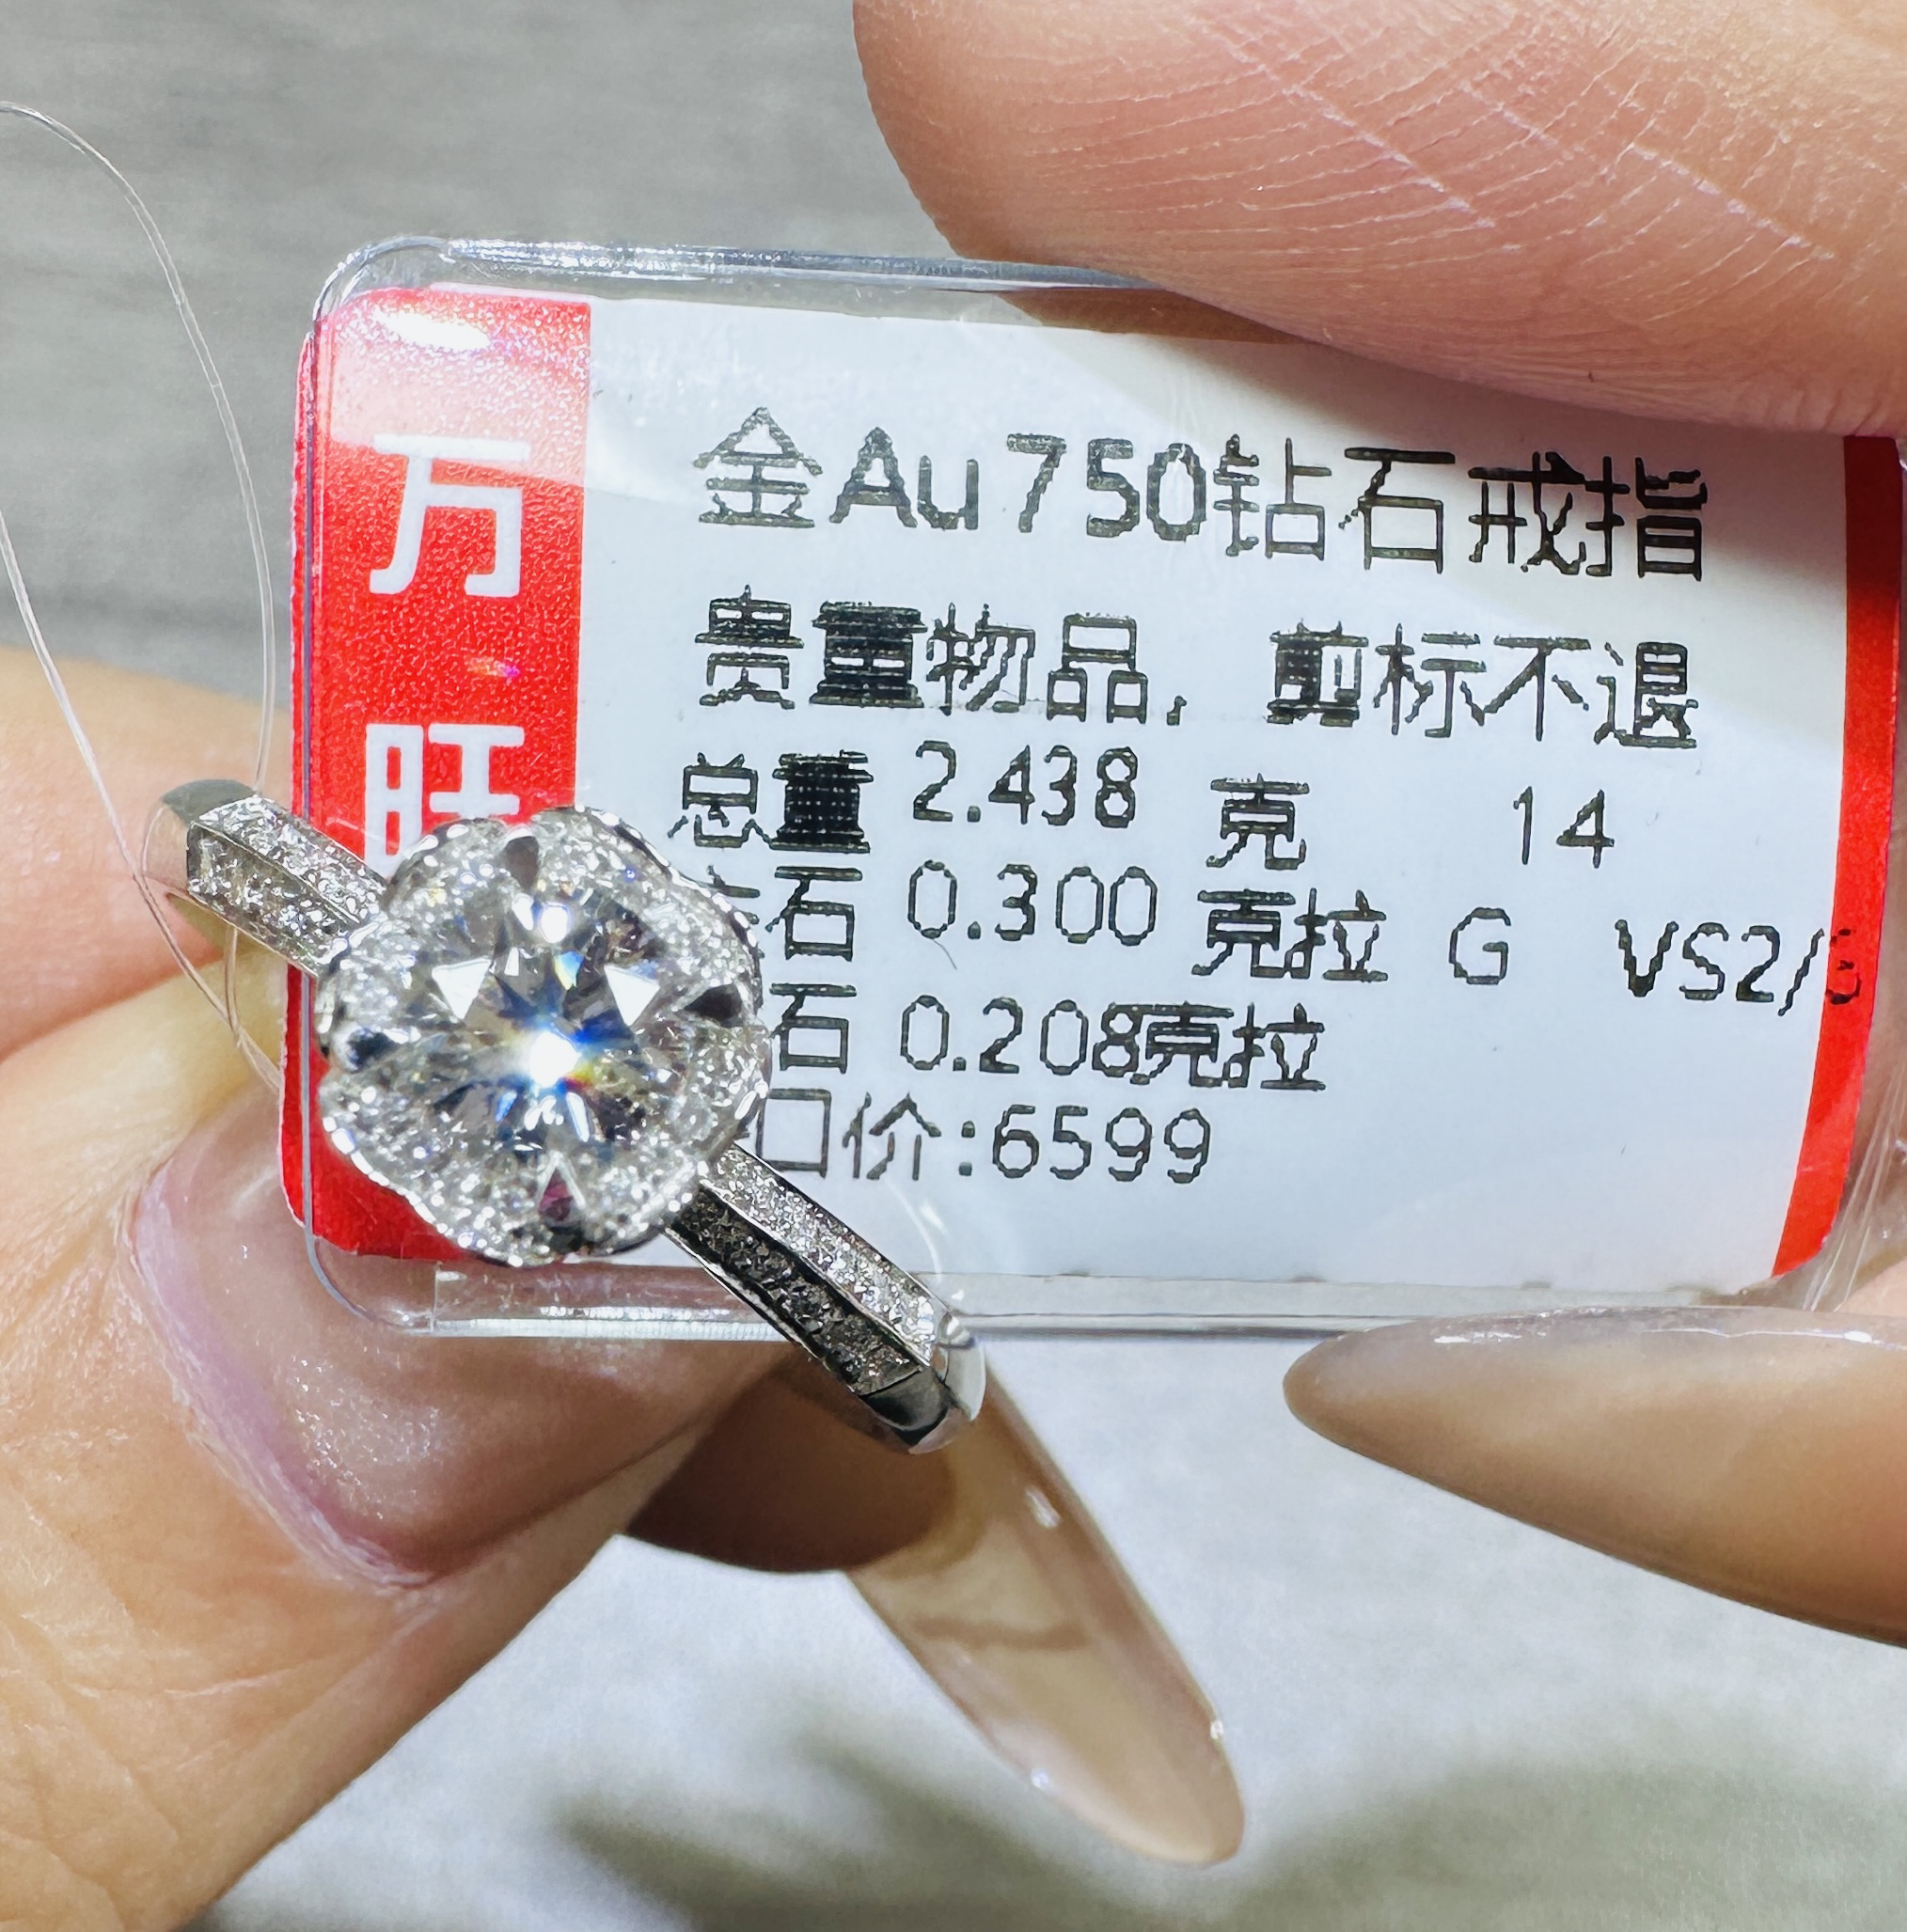 万旺
金Au750钻石戒指
贵重物品, 剪标不退
总重 2.438 克 14
石 0.300 克拉 G VS2/
石 0.208克拉
口价:6599